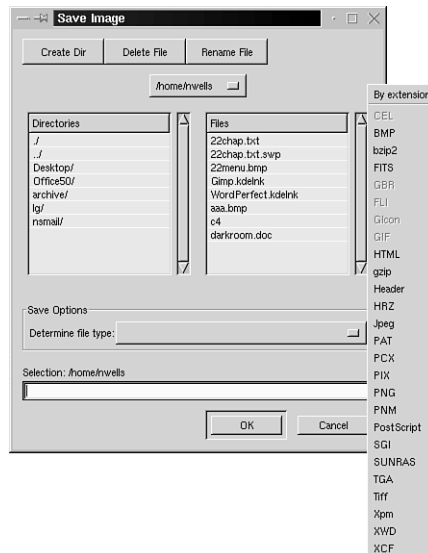 Save Image
Create Dir
Delete File
Rename File
/home/nwells
Directories
./
../
Desktop/
Office50/
archive/
lg/
nsmail/
Files
22chap.txt
22chap.txt.swp
22menu.bmp
Gimp.kdelnk
WordPerfect.kdelnk
aaa.bmp
c4
darkroom.doc
Save Options
Determine file type:
Selection: /home/nwells
OK
Cancel
By extension
CEL
BMP
bzip2
FITS
GBR
FLI
GIcon
GIF
HTML
gzip
Header
HRZ
Jpeg
PAT
PCX
PIX
PNG
PNM
PostScript
SGI
SUNRAS
TGA
Tiff
Xpm
XWD
XCF